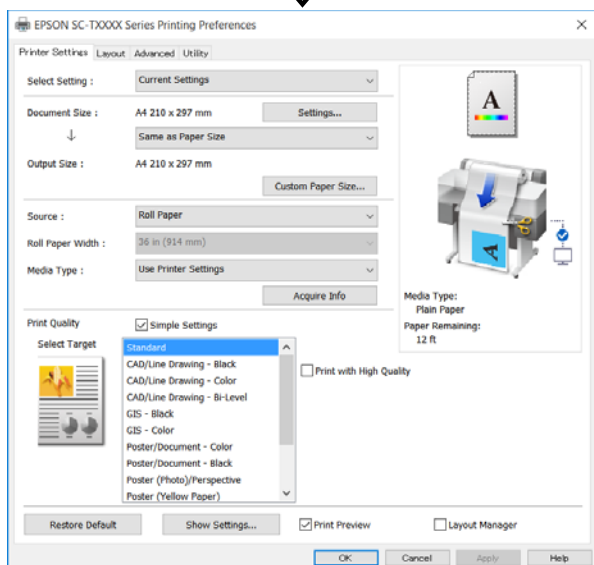 EPSON SC-TXXXX Series Printing Preferences
Printer Settings Layout Advanced Utility
Select Setting : Current Settings
Document Size : A4 210 x 297 mm Settings...
Same as Paper Size
Output Size : A4 210 x 297 mm
Custom Paper Size...
Source : Roll Paper
Roll Paper Width : 36 in (914 mm)
Media Type : Use Printer Settings
Acquire Info
A
Media Type:
Plain Paper
Paper Remaining:
12 ft
Print Quality Simple Settings
Select Target
Standard
CAD/Line Drawing - Black
CAD/Line Drawing - Color
CAD/Line Drawing - Bi-Level
GIS - Black
GIS - Color
Poster/Document - Color
Poster/Document - Black
Poster (Photo)/Perspective
Poster (Yellow Paper)
Print with High Quality
Restore Default Show Settings... Print Preview Layout Manager
OK Cancel Apply Help